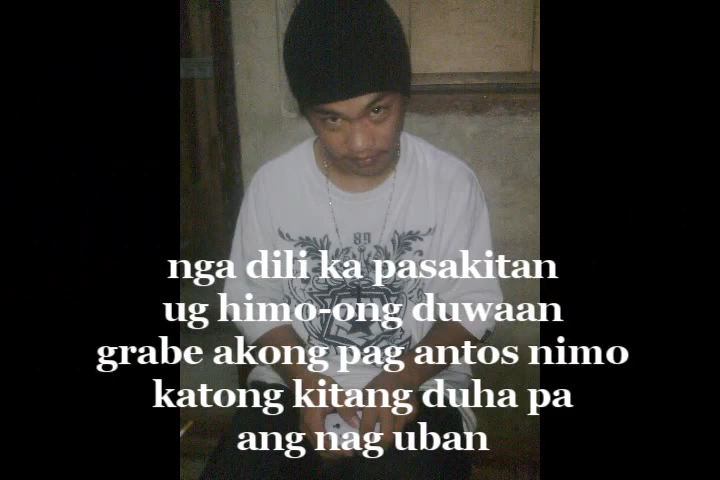 89
nga dili ka pasakitan
ug himo-ong duwaan
grabe akong pag antos nimo
katong kitang duha pa
ang nag uban